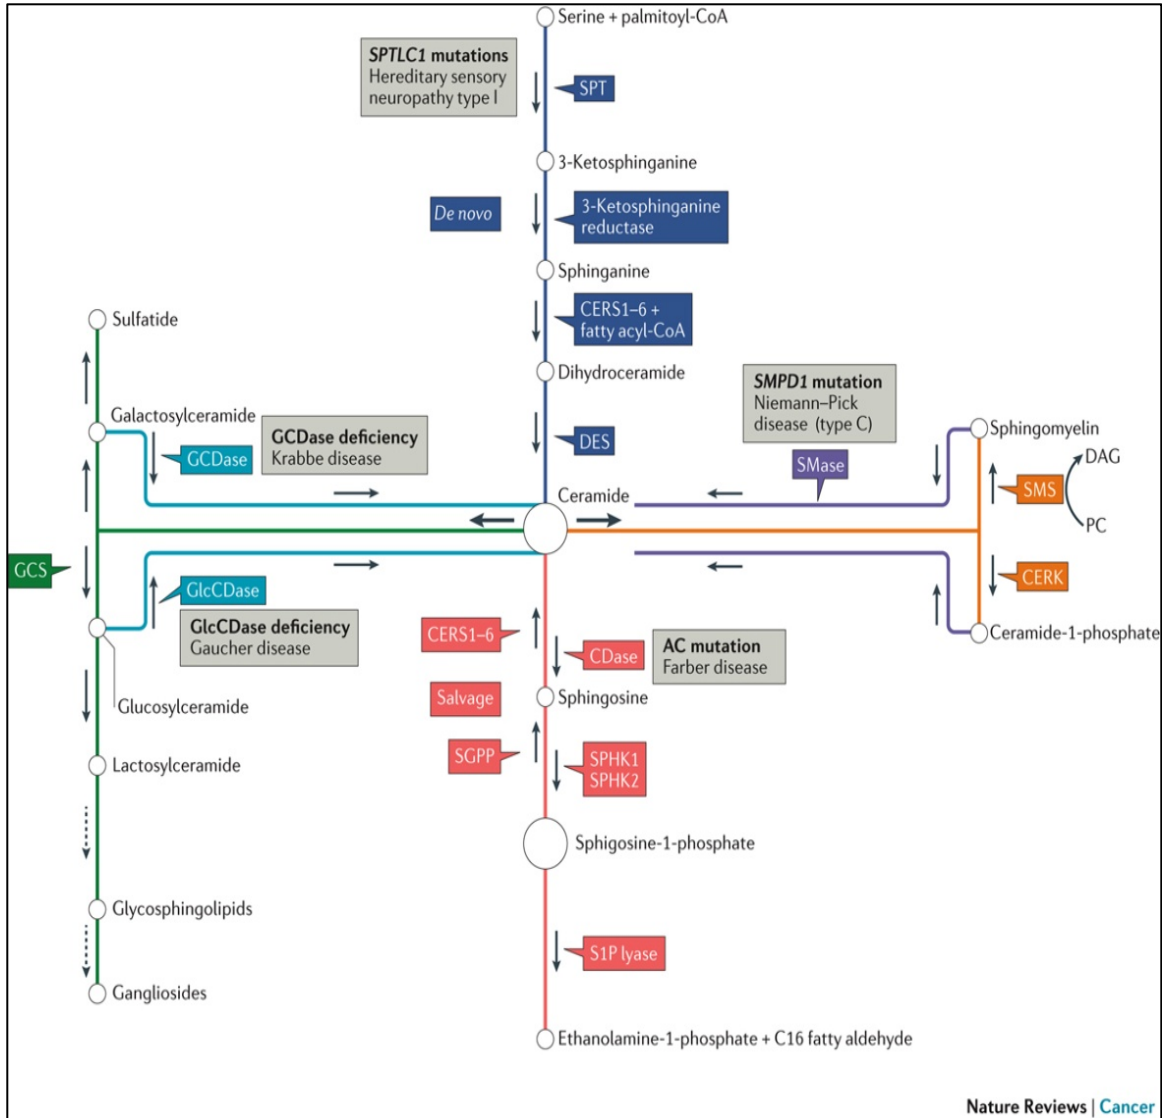 Serine + palmitoyl-CoA
SPTLC1 mutations
Hereditary sensory
neuropathy type I
SPT
3-Ketosphinganine
De novo
3-Ketosphinganine
reductase
Sphinganine
CERS1–6 +
fatty acyl-CoA
Sulfatide
Dihydroceramide
SMPD1 mutation
Niemann–Pick
disease (type C)
Galactosylceramide
GCDase deficiency
Krabbe disease
GCDase
DES
SMase
Sphingomyelin
DAG
SMS
PC
Ceramide
GCS
GlcCDase
CERK
GlcCDase deficiency
Gaucher disease
CERS1–6
CDase
AC mutation
Farber disease
Ceramide-1-phosphate
Glucosylceramide
Salvage
Sphingosine
SGPP
SPHK1
SPHK2
Lactosylceramide
Sphigosine-1-phosphate
Glycosphingolipids
S1P lyase
Gangliosides
Ethanolamine-1-phosphate + C16 fatty aldehyde
Nature Reviews | Cancer